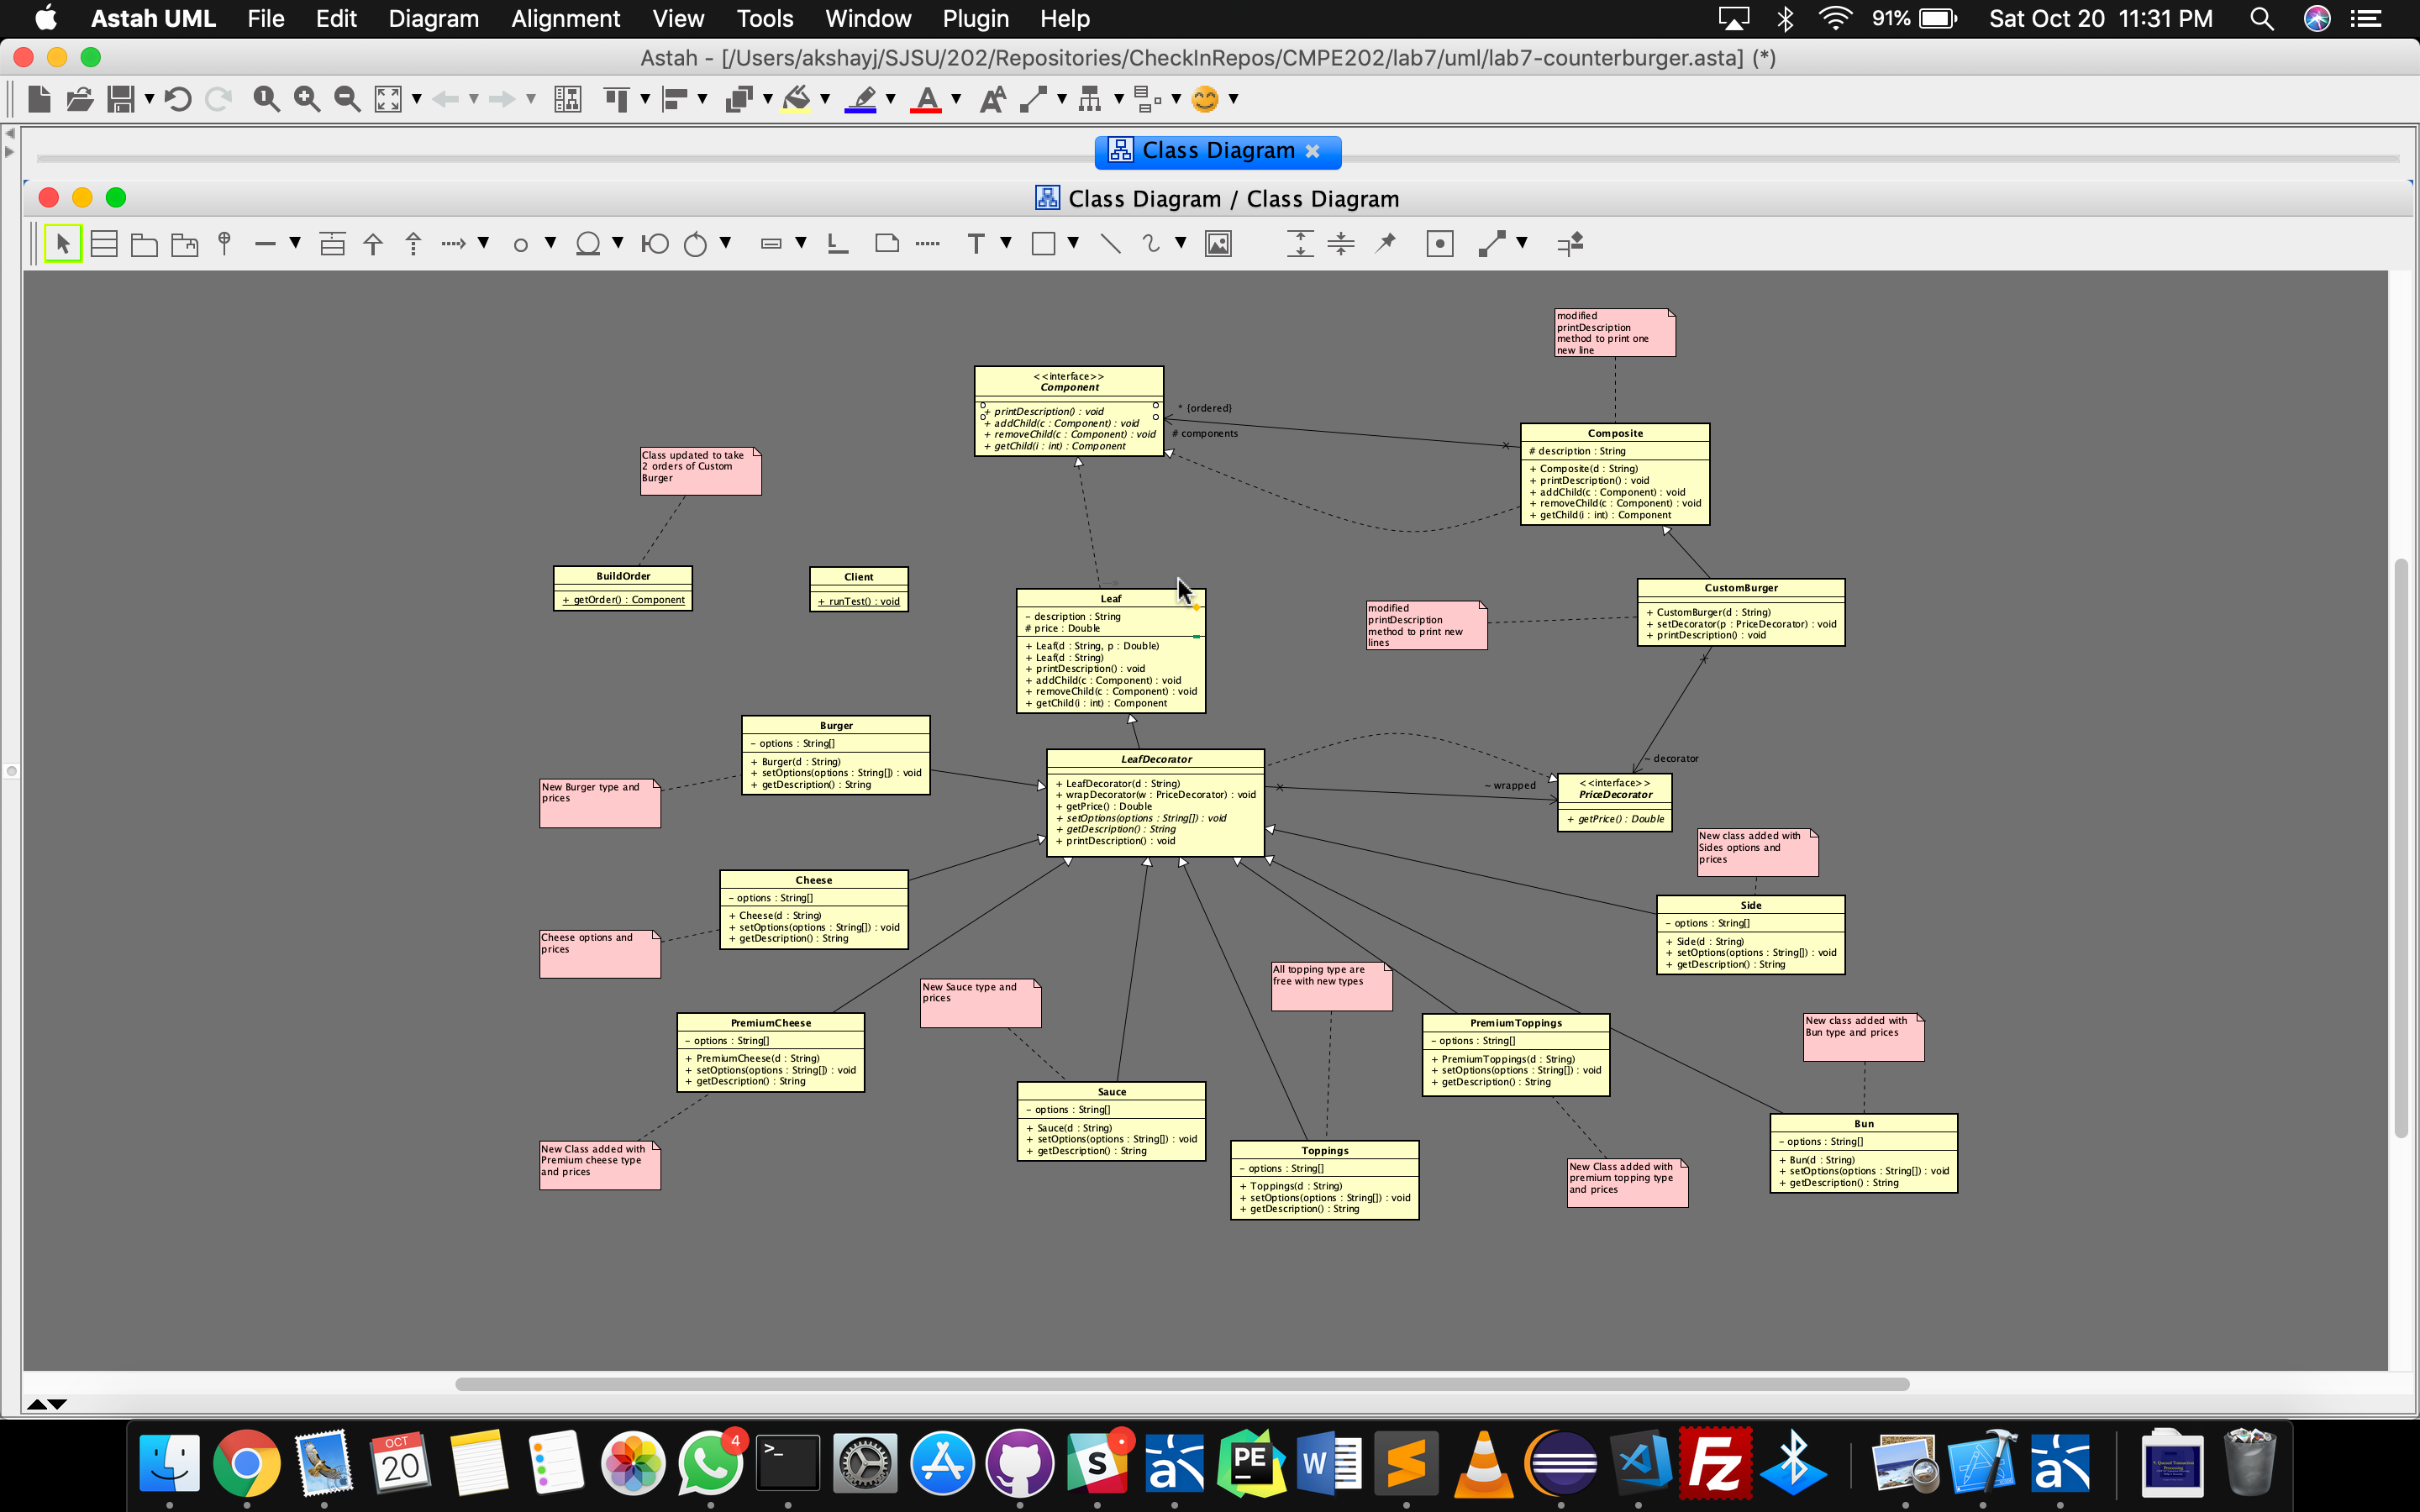 Astah UML File Edit Diagram Alignment View Tools Window Plugin Help 91% Sat Oct 20 11:31 PM
Astah - [/Users/akshayj/SJSU/202/Repositories/CheckInRepos/CMPE202/lab7/uml/lab7-counterburger.asta] (*)
Class Diagram
Class Diagram / Class Diagram
modified
printDescription
method to print one
new line
<<interface>>
Component
+ printDescription() : void
+ addChild(c : Component) : void
+ removeChild(c : Component) : void
+ getChild(i : int) : Component
* {ordered}
# components
Composite
# description : String
+ Composite(d : String)
+ printDescription() : void
+ addChild(c : Component) : void
+ removeChild(c : Component) : void
+ getChild(i : int) : Component
Class updated to take
2 orders of Custom
Burger
BuildOrder
+ getOrder() : Component
Client
+ runTest() : void
Leaf
- description : String
# price : Double
+ Leaf(d : String, p : Double)
+ Leaf(d : String)
+ printDescription() : void
+ addChild(c : Component) : void
+ removeChild(c : Component) : void
+ getChild(i : int) : Component
modified
printDescription
method to print new
lines
CustomBurger
+ CustomBurger(d : String)
+ setDecorator(p : PriceDecorator) : void
+ printDescription() : void
Burger
- options : String[]
+ Burger(d : String)
+ setOptions(options : String[]) : void
+ getDescription() : String
New Burger type and
prices
LeafDecorator
+ LeafDecorator(d : String)
+ wrapDecorator(w : PriceDecorator) : void
+ getPrice() : Double
+ setOptions(options : String[]) : void
+ getDescription() : String
+ printDescription() : void
~ wrapped
~ decorator
<<interface>>
PriceDecorator
+ getPrice() : Double
New class added with
Sides options and
prices
Cheese
- options : String[]
+ Cheese(d : String)
+ setOptions(options : String[]) : void
+ getDescription() : String
Cheese options and
prices
Side
- options : String[]
+ Side(d : String)
+ setOptions(options : String[]) : void
+ getDescription() : String
New Sauce type and
prices
All topping type are
free with new types
PremiumCheese
- options : String[]
+ PremiumCheese(d : String)
+ setOptions(options : String[]) : void
+ getDescription() : String
PremiumToppings
- options : String[]
+ PremiumToppings(d : String)
+ setOptions(options : String[]) : void
+ getDescription() : String
New class added with
Bun type and prices
Sauce
- options : String[]
+ Sauce(d : String)
+ setOptions(options : String[]) : void
+ getDescription() : String
New Class added with
Premium cheese type
and prices
Toppings
- options : String[]
+ Toppings(d : String)
+ setOptions(options : String[]) : void
+ getDescription() : String
New Class added with
premium topping type
and prices
Bun
- options : String[]
+ Bun(d : String)
+ setOptions(options : String[]) : void
+ getDescription() : String
OCT
20
4
>_
S
a
PE
W
S
Fz
a